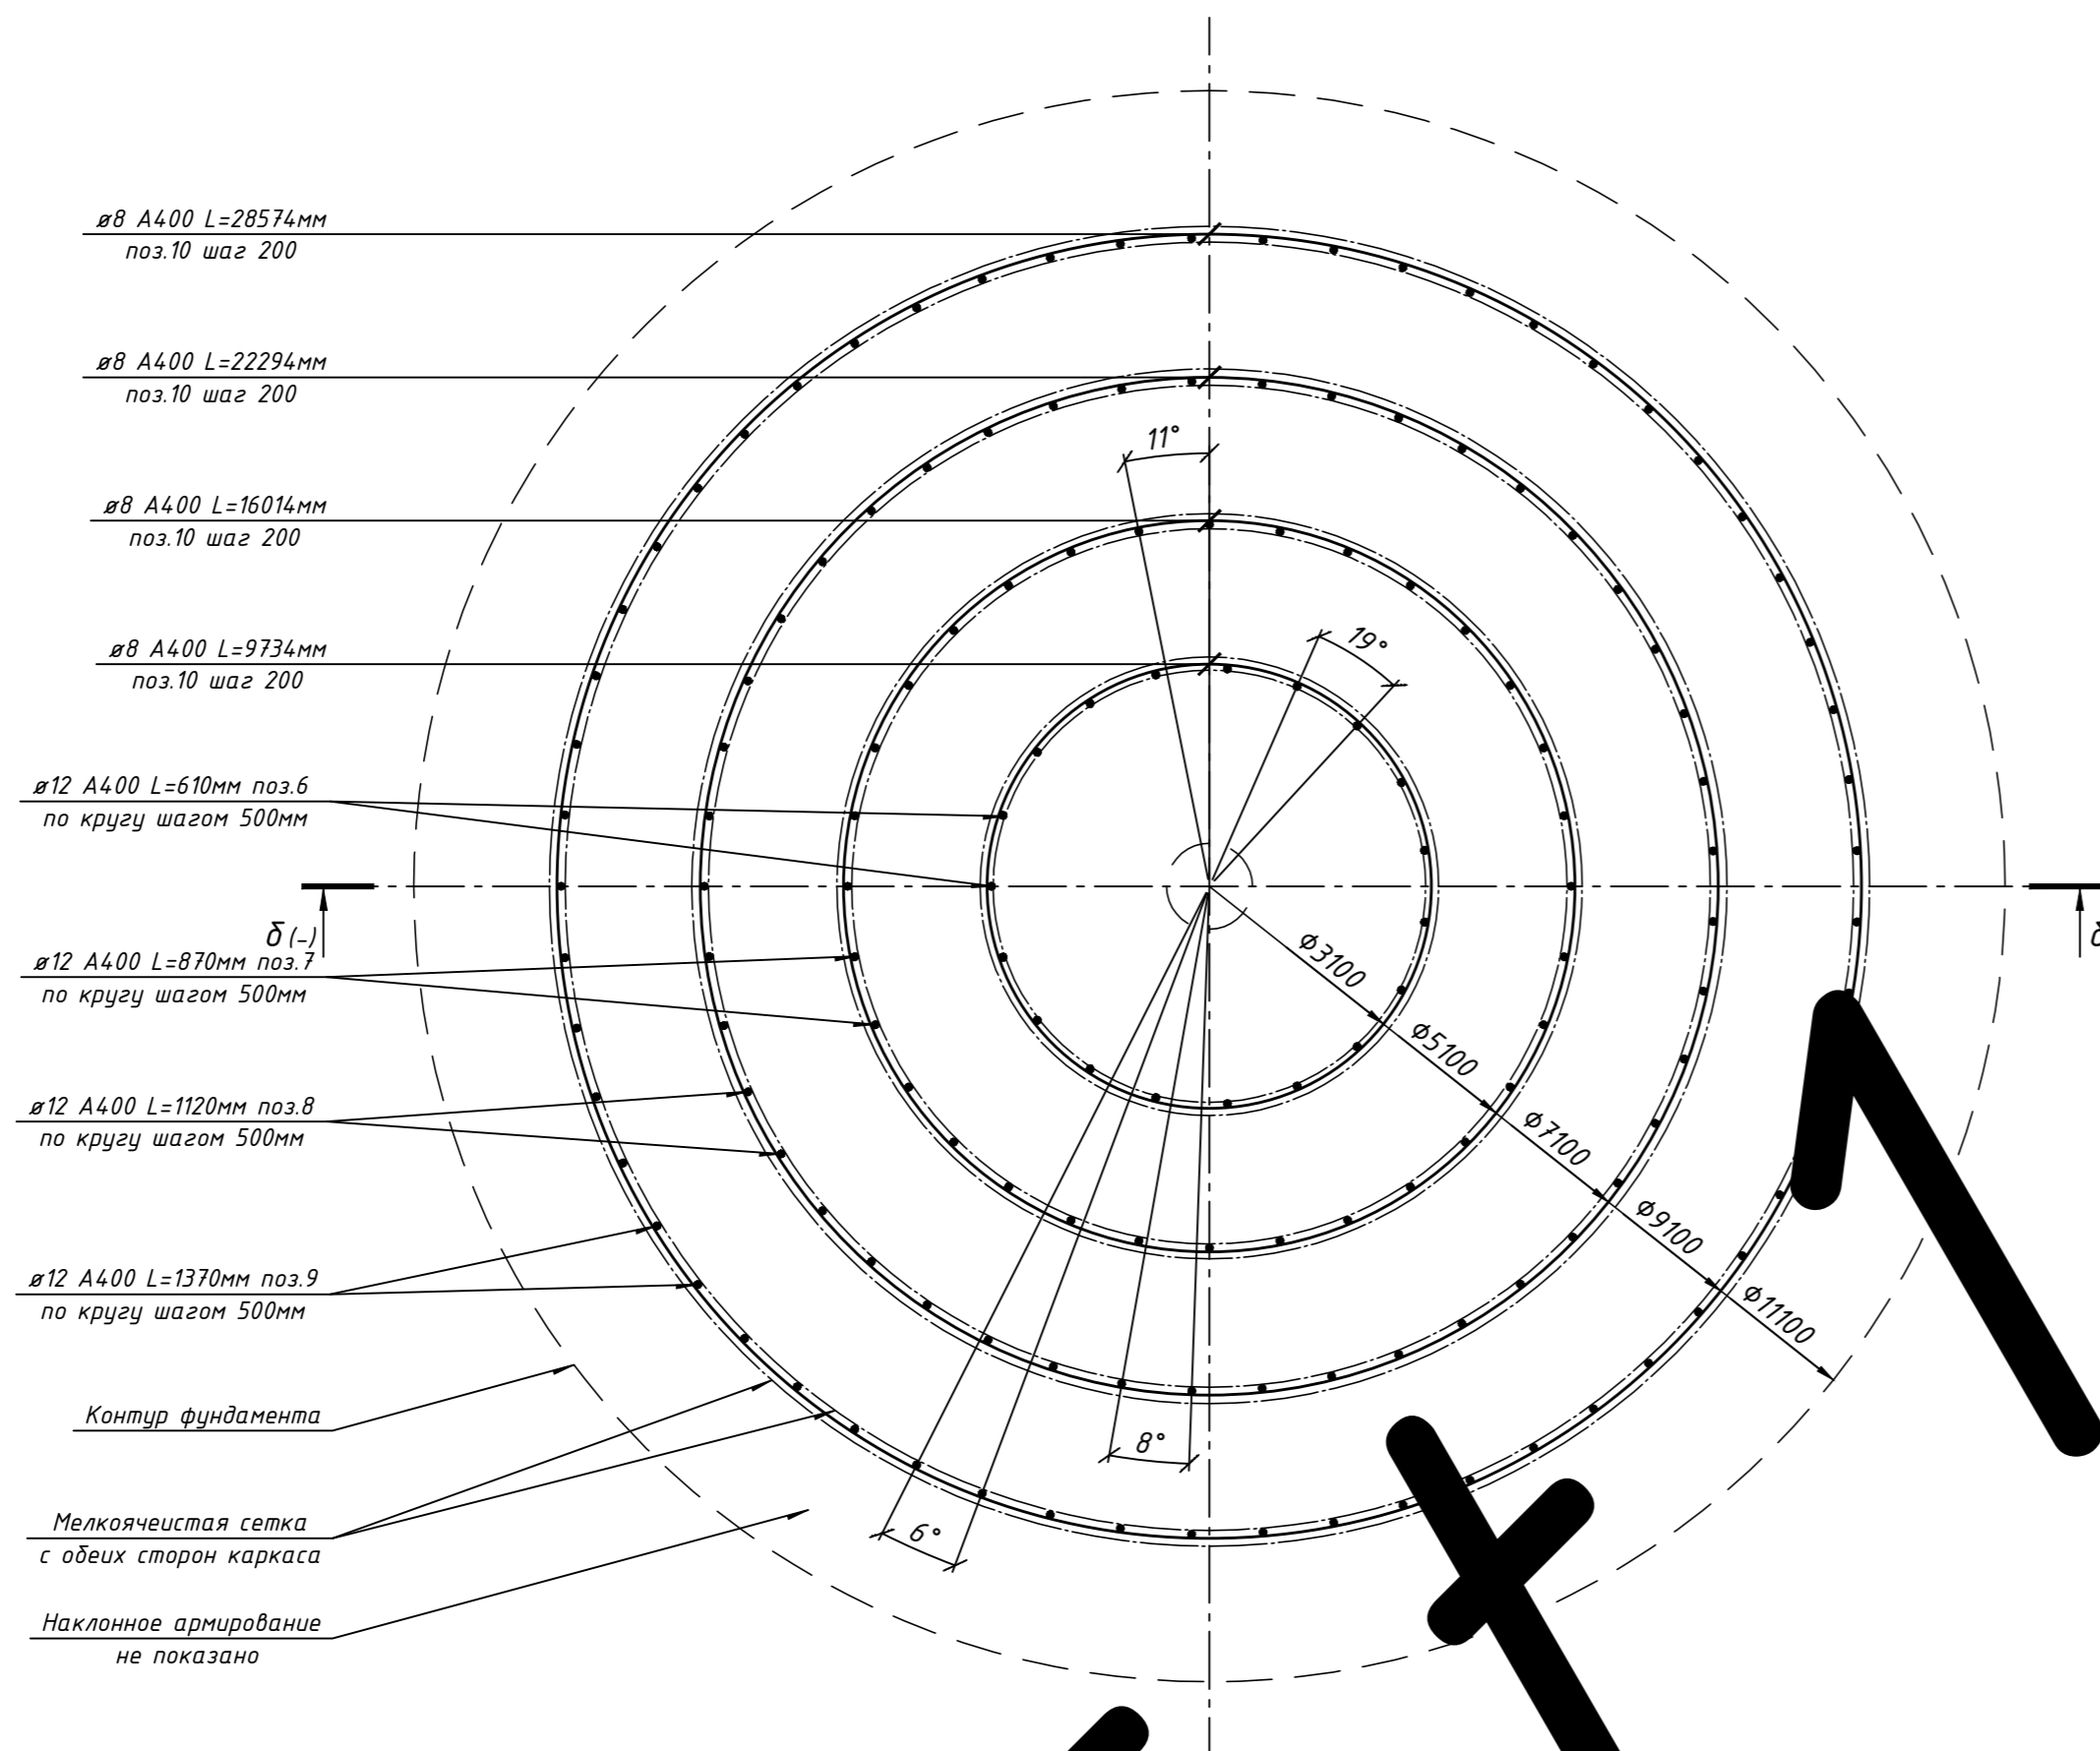 ø8 А400 L=28574мм
поз.10 шаг 200
ø8 А400 L=22294мм
поз.10 шаг 200
11°
ø8 А400 L=16014мм
поз.10 шаг 200
19°
ø8 А400 L=9734мм
поз.10 шаг 200
ø12 А400 L=610мм поз.6
по кругу шагом 500мм
δ (-)
ø12 А400 L=870мм поз.7
по кругу шагом 500мм
ø3100
ø5100
ø7100
ø9100
ø11100
ø12 А400 L=1120мм поз.8
по кругу шагом 500мм
ø12 А400 L=1370мм поз.9
по кругу шагом 500мм
Контур фундамента
8°
6°
Мелкоячеистая сетка
с обеих сторон каркаса
Наклонное армирование
не показано